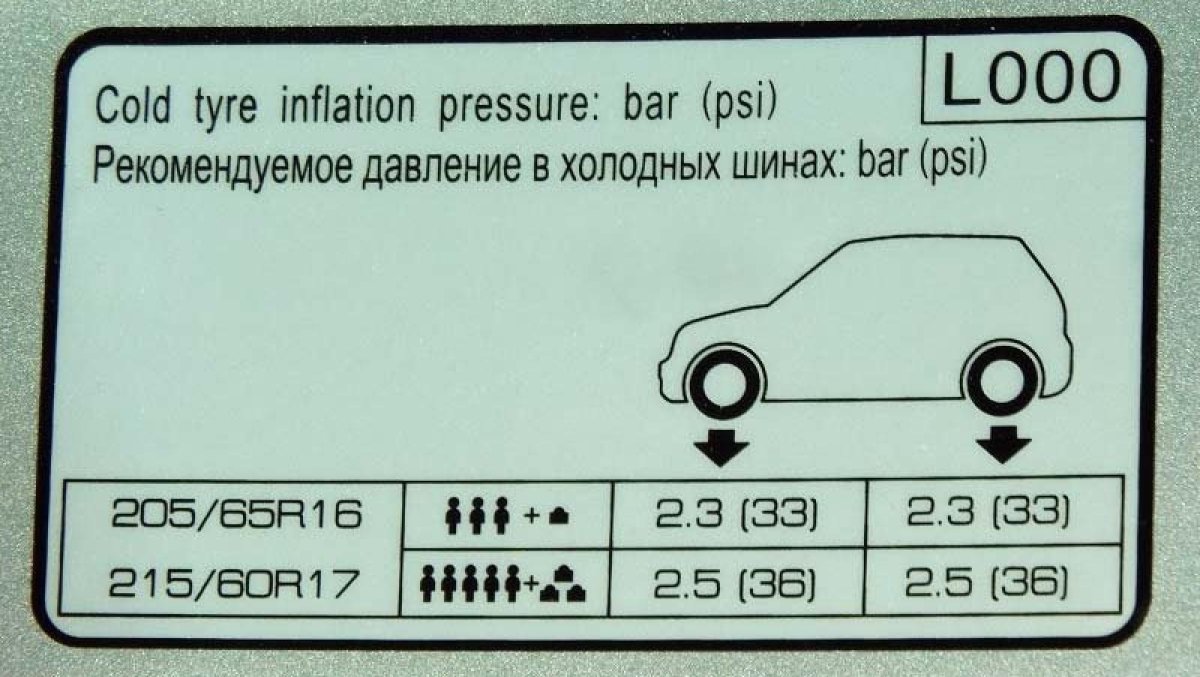 L000
Cold tyre inflation pressure: bar (psi)
Рекомендуемое давление в холодных шинах: bar (psi)
205/65R16 + 2.3 (33) 2.3 (33)
215/60R17 + 2.5 (36) 2.5 (36)